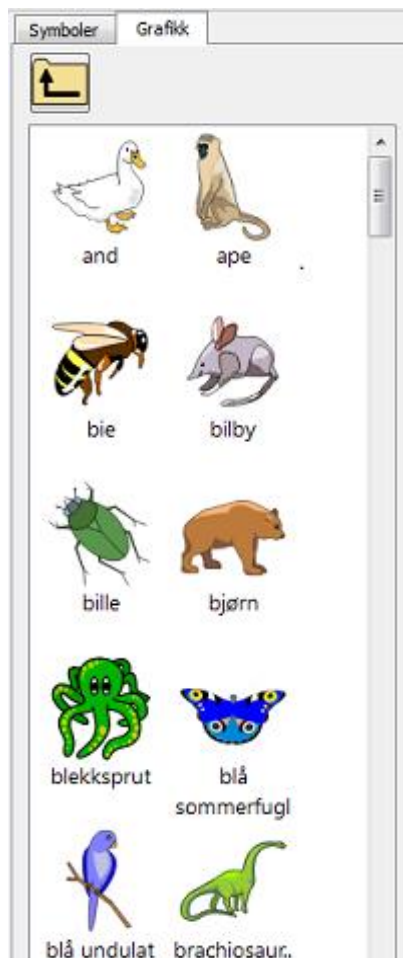 Symboler Grafikk
and ape
bie bilby
bille bjørn
blekksprut blå
sommerfugl
blå undulat brachiosaur..